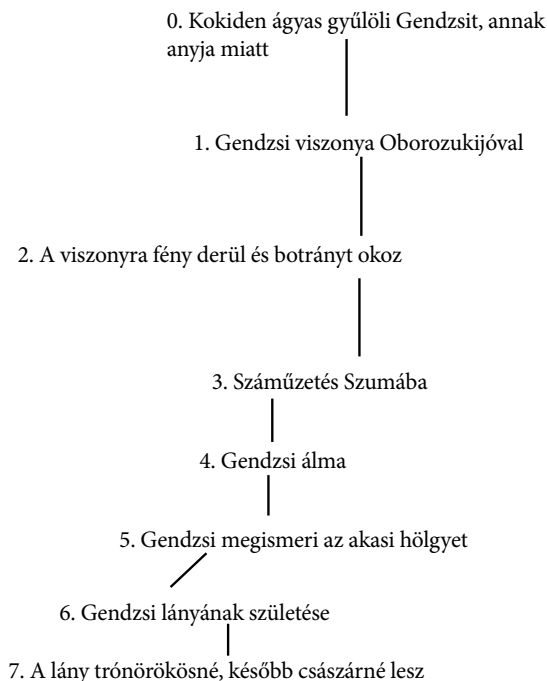 0. Kokiden ágyas gyűlöli Gendzsit, annak
anyja miatt
1. Gendzsi viszonya Oborozukijóval
2. A viszonyra fény derül és botrányt okoz
3. Száműzetés Szumába
4. Gendzsi álma
5. Gendzsi megismeri az akasi hölgyet
6. Gendzsi lányának születése
7. A lány trónörökösné, később császárné lesz